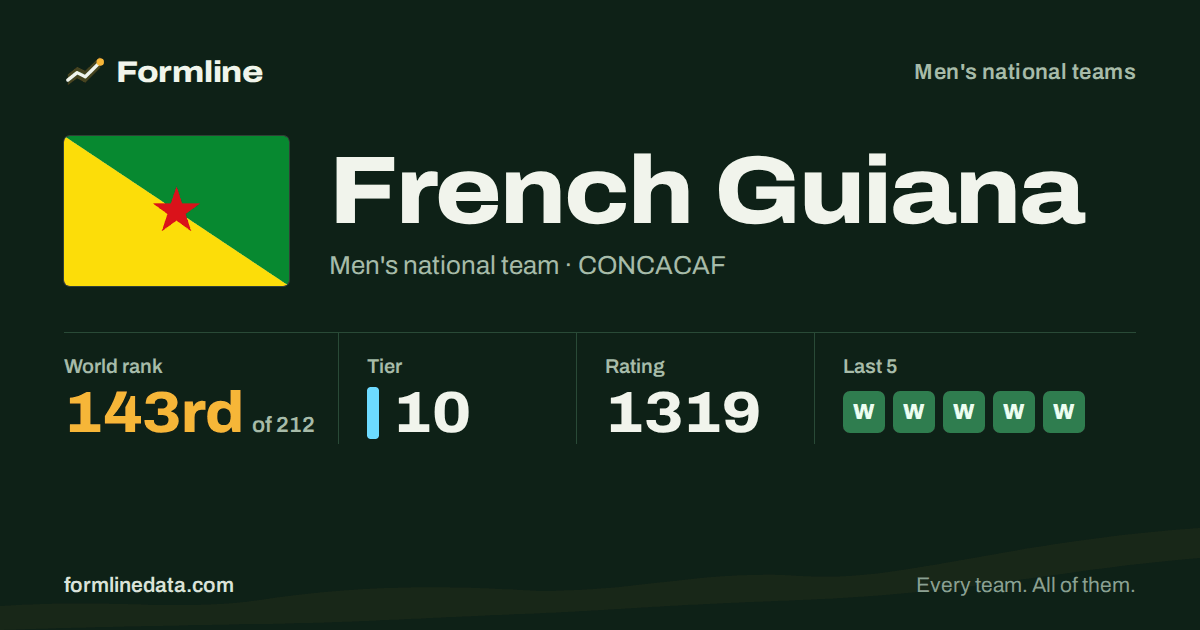 Formline
Men's national teams
French Guiana
Men's national team · CONCACAF
World rank
Tier
Rating
Last 5
143rd of 212
10
1319
W W W W W
formlinedata.com
Every team. All of them.